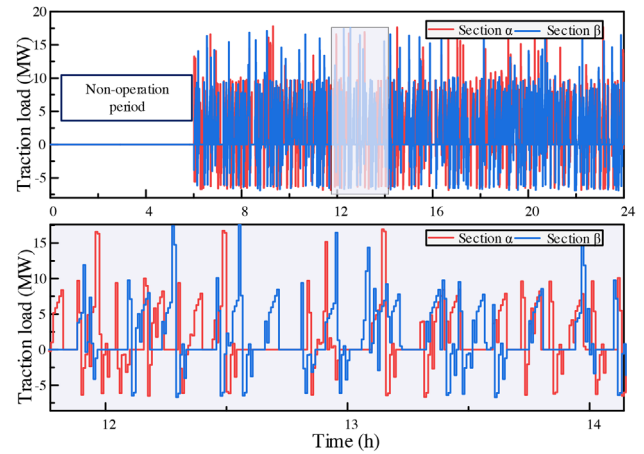 20
15
10
5
0
-5
Traction load (MW)
Section α
Section β
Non-operation
period
0 4 8 12 16 20 24
15
10
5
0
-5
Traction load (MW)
Section α
Section β
12 13 14
Time (h)